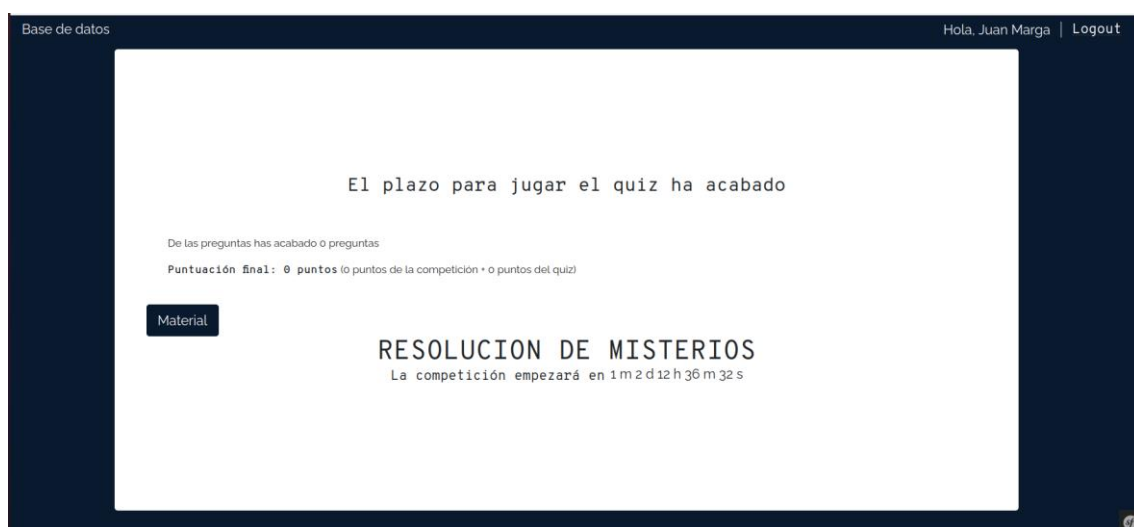 Base de datos
Hola, Juan Marga | Logout
El plazo para jugar el quiz ha acabado
De las preguntas has acabado 0 preguntas
Puntuación final: 0 puntos (0 puntos de la competición + 0 puntos del quiz)
Material
RESOLUCION DE MISTERIOS
La competición empezará en 1 m 2 d 12 h 36 m 32 s